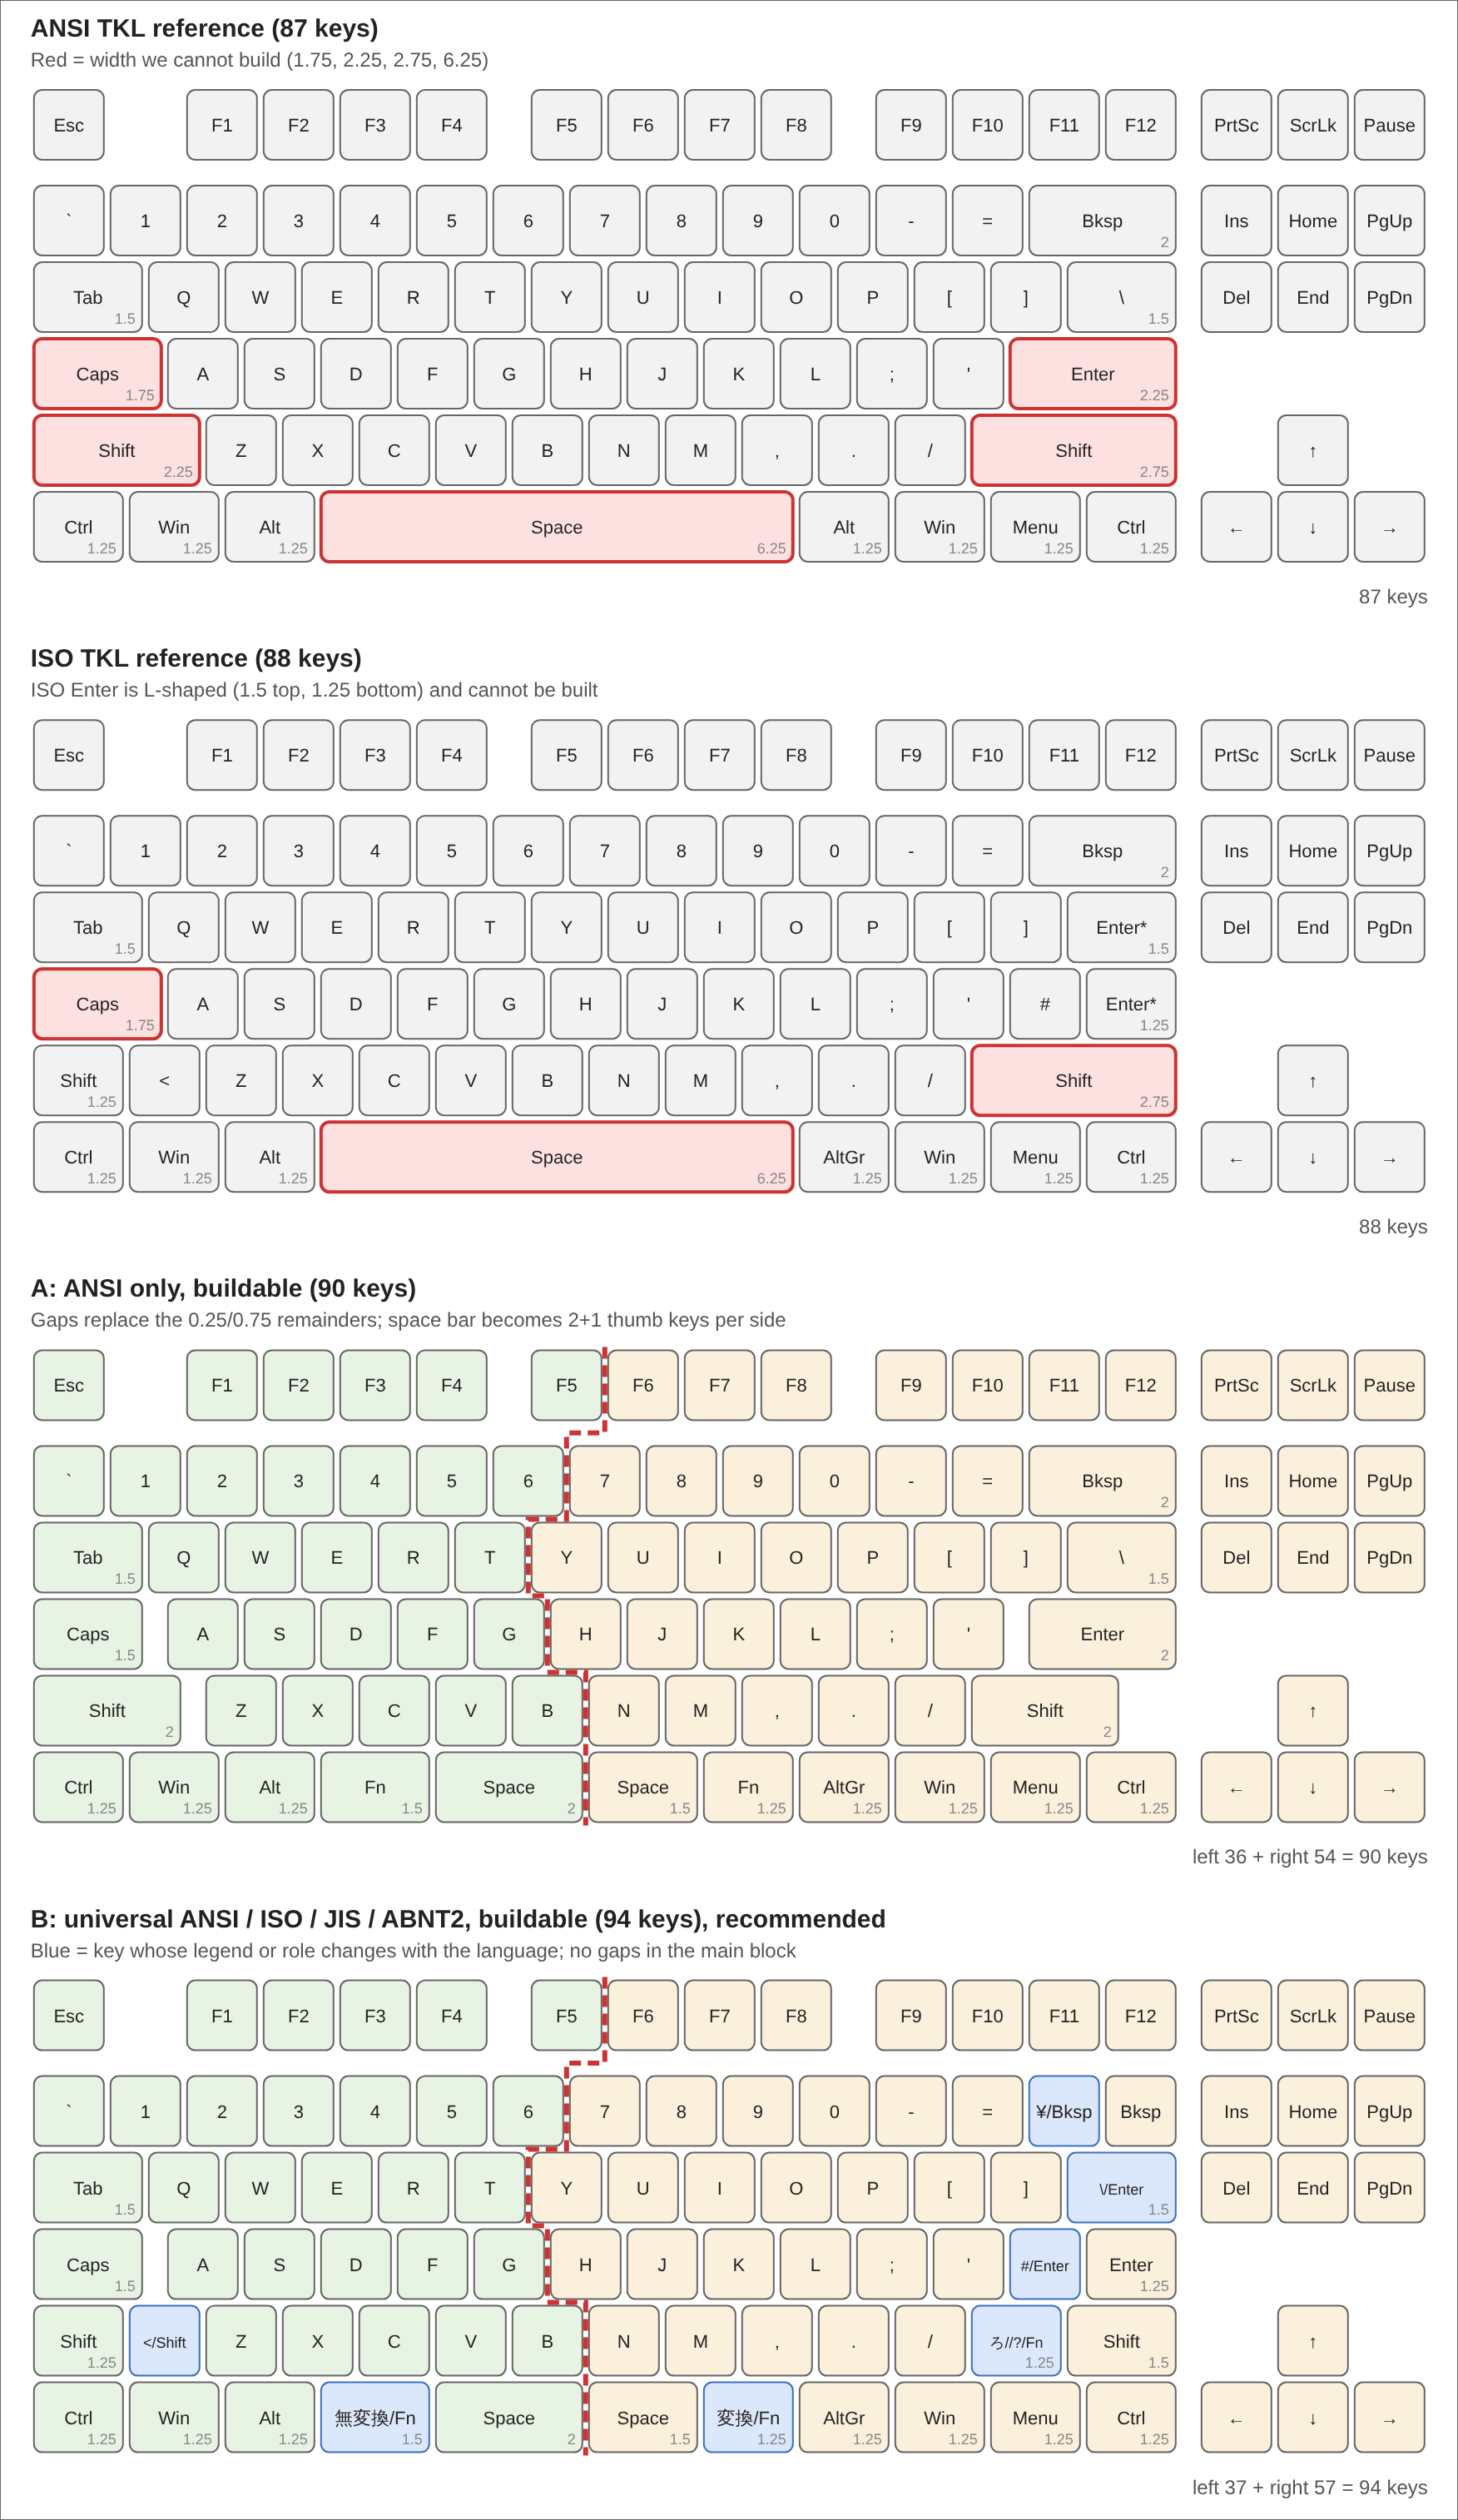 ANSI TKL reference (87 keys)
Red = width we cannot build (1.75, 2.25, 2.75, 6.25)
Esc F1 F2 F3 F4 F5 F6 F7 F8 F9 F10 F11 F12 PrtSc ScrLk Pause
` 1 2 3 4 5 6 7 8 9 0 - = Bksp 2 Ins Home PgUp
Tab 1.5 Q W E R T Y U I O P [ ] \ 1.5 Del End PgDn
Caps 1.75 A S D F G H J K L ; ' Enter 2.25
Shift 2.25 Z X C V B N M , . / Shift 2.75 ↑
Ctrl 1.25 Win 1.25 Alt 1.25 Space 6.25 Alt 1.25 Win 1.25 Menu 1.25 Ctrl 1.25 ← ↓ →
87 keys
ISO TKL reference (88 keys)
ISO Enter is L-shaped (1.5 top, 1.25 bottom) and cannot be built
Esc F1 F2 F3 F4 F5 F6 F7 F8 F9 F10 F11 F12 PrtSc ScrLk Pause
` 1 2 3 4 5 6 7 8 9 0 - = Bksp 2 Ins Home PgUp
Tab 1.5 Q W E R T Y U I O P [ ] Enter* 1.5 Del End PgDn
Caps 1.75 A S D F G H J K L ; ' # Enter* 1.25
Shift 1.25 < Z X C V B N M , . / Shift 2.75 ↑
Ctrl 1.25 Win 1.25 Alt 1.25 Space 6.25 AltGr 1.25 Win 1.25 Menu 1.25 Ctrl 1.25 ← ↓ →
88 keys
A: ANSI only, buildable (90 keys)
Gaps replace the 0.25/0.75 remainders; space bar becomes 2+1 thumb keys per side
Esc F1 F2 F3 F4 F5 F6 F7 F8 F9 F10 F11 F12 PrtSc ScrLk Pause
` 1 2 3 4 5 6 7 8 9 0 - = Bksp 2 Ins Home PgUp
Tab 1.5 Q W E R T Y U I O P [ ] \ 1.5 Del End PgDn
Caps 1.5 A S D F G H J K L ; ' Enter 2
Shift 2 Z X C V B N M , . / Shift 2 ↑
Ctrl 1.25 Win 1.25 Alt 1.25 Fn 1.5 Space 2 Space 1.5 Fn 1.25 AltGr 1.25 Win 1.25 Menu 1.25 Ctrl 1.25 ← ↓ →
left 36 + right 54 = 90 keys
B: universal ANSI / ISO / JIS / ABNT2, buildable (94 keys), recommended
Blue = key whose legend or role changes with the language; no gaps in the main block
Esc F1 F2 F3 F4 F5 F6 F7 F8 F9 F10 F11 F12 PrtSc ScrLk Pause
` 1 2 3 4 5 6 7 8 9 0 - = ¥/Bksp Bksp Ins Home PgUp
Tab 1.5 Q W E R T Y U I O P [ ] \/Enter 1.5 Del End PgDn
Caps 1.5 A S D F G H J K L ; ' #/Enter Enter 1.25
Shift 1.25 </Shift Z X C V B N M , . / ろ//?/Fn 1.25 Shift 1.5 ↑
Ctrl 1.25 Win 1.25 Alt 1.25 無変換/Fn 1.5 Space 2 Space 1.5 変換/Fn 1.25 AltGr 1.25 Win 1.25 Menu 1.25 Ctrl 1.25 ← ↓ →
left 37 + right 57 = 94 keys